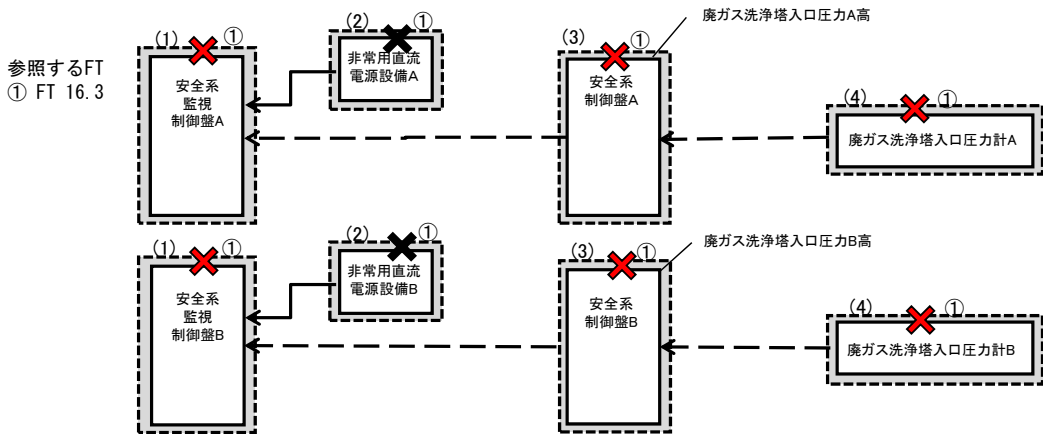 廃ガス洗浄塔入口圧力A高
参照するFT
① FT 16.3
(1) ①
安全系
監視
制御盤A
(2) ①
非常用直流
電源設備A
(3) ①
安全系
制御盤A
(4) ①
廃ガス洗浄塔入口圧力計A
廃ガス洗浄塔入口圧力B高
(1) ①
安全系
監視
制御盤B
(2) ①
非常用直流
電源設備B
(3) ①
安全系
制御盤B
(4) ①
廃ガス洗浄塔入口圧力計B